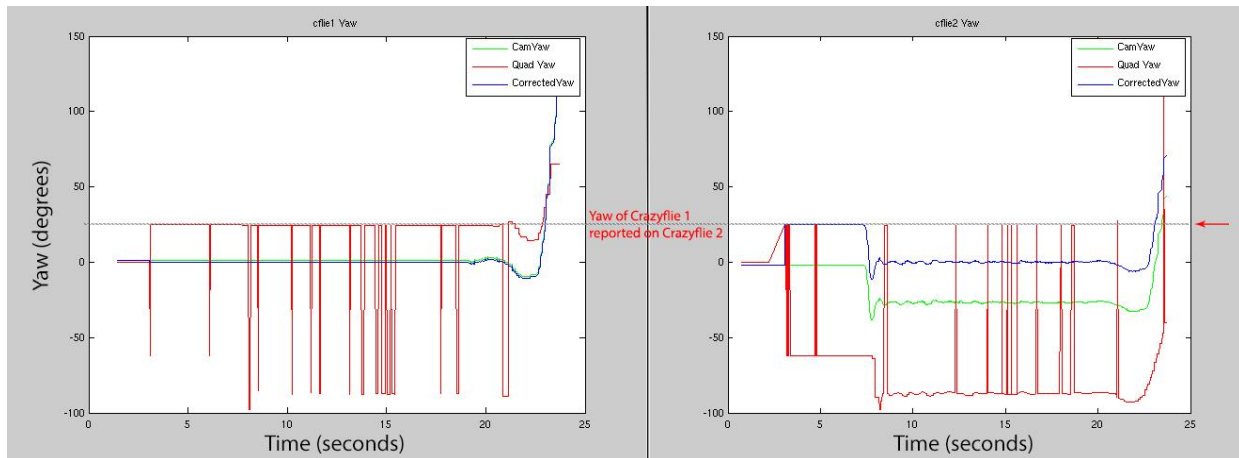 cflie1 Yaw
150
100
50
0
-50
-100
0
5
10
15
20
25
CamYaw
Quad Yaw
CorrectedYaw
Yaw (degrees)
Time (seconds)
Yaw of Crazyflie 1
reported on Crazyflie 2
cflie2 Yaw
150
100
50
0
-50
-100
0
5
10
15
20
25
CamYaw
Quad Yaw
CorrectedYaw
Time (seconds)